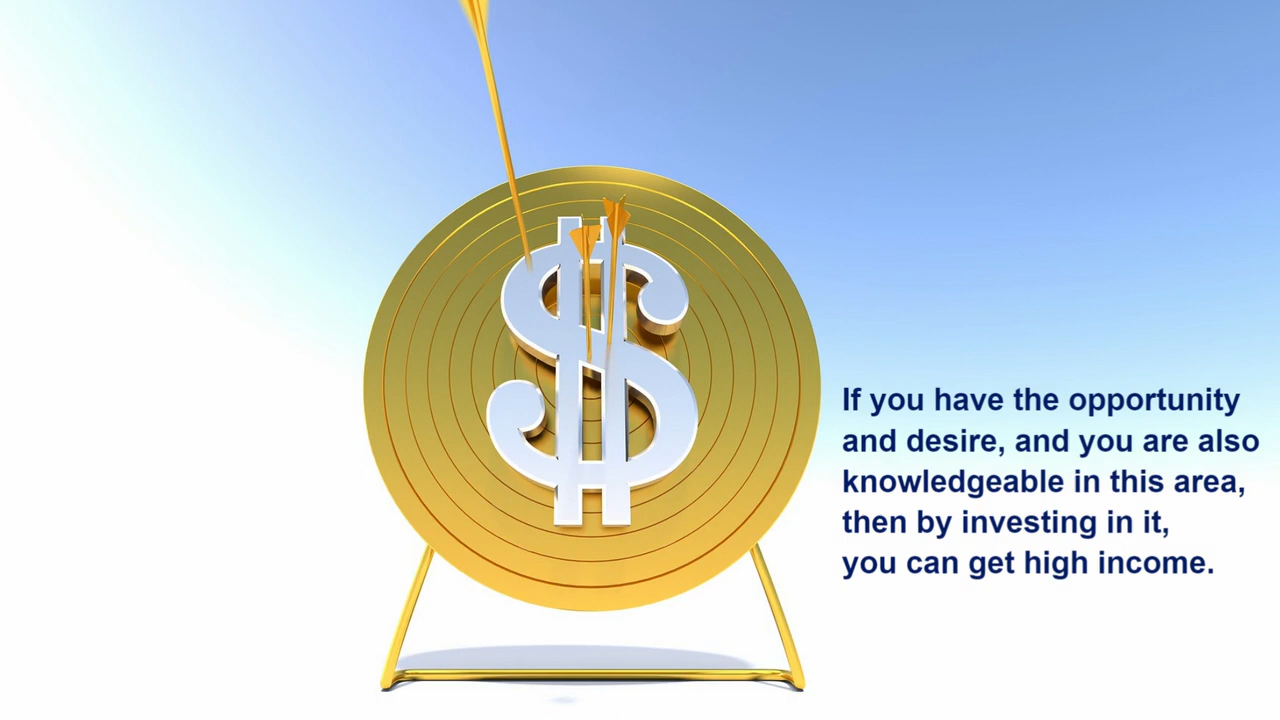 If you have the opportunity
and desire, and you are also
knowledgeable in this area,
then by investing in it,
you can get high income.